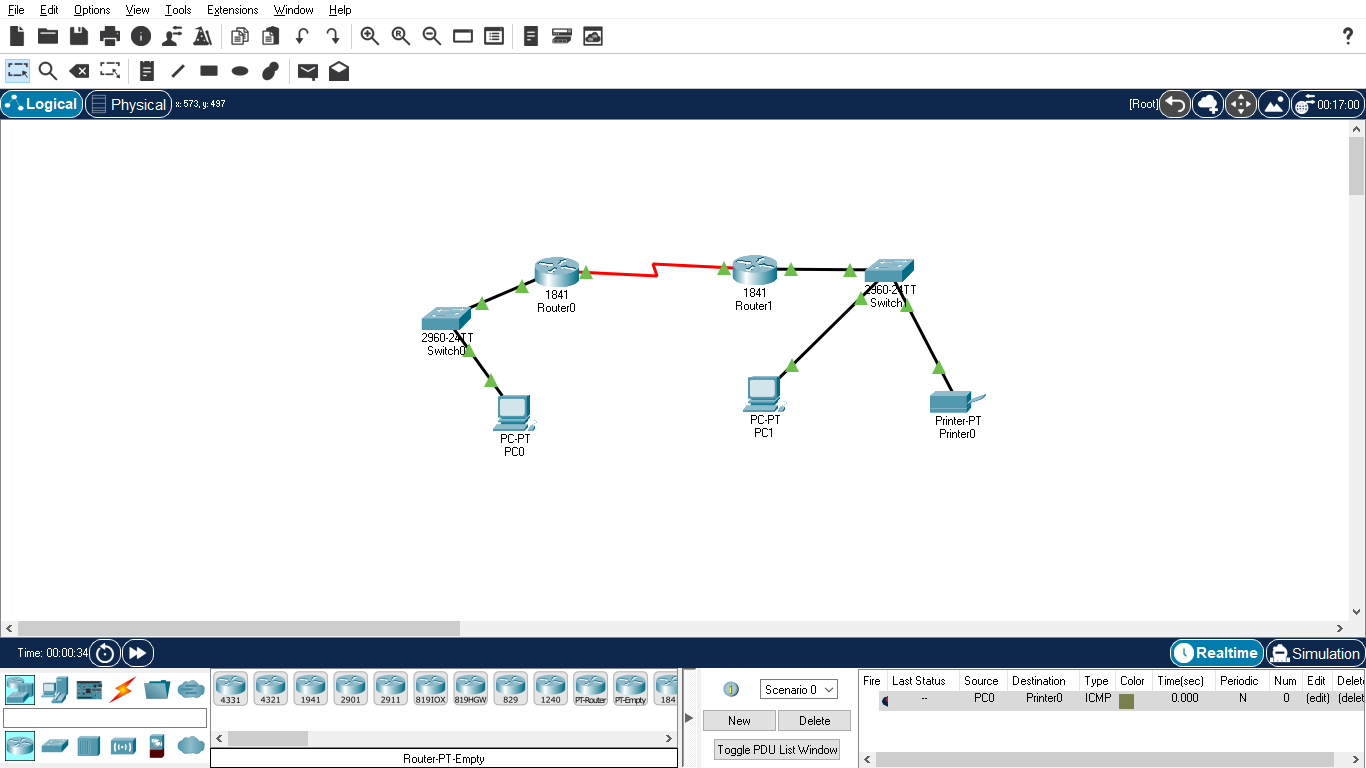 File Edit Options View Tools Extensions Window Help
?
Logical Physical x: 573, y: 497 [Root] 00:17:00
1841
Router0
1841
Router1
2960-24TT
Switch1
2960-24TT
Switch0
PC-PT
PC0
PC-PT
PC1
Printer-PT
Printer0
Time: 00:00:34 Realtime Simulation
4331 4321 1941 2901 2911 819IOX 819HGW 829 1240 PT-Router PT-Empty 184
Router-PT-Empty
Scenario 0
New Delete
Toggle PDU List Window
Fire Last Status Source Destination Type Color Time(sec) Periodic Num Edit Delet
-- PC0 Printer0 ICMP 0.000 N 0 (edit) (delet